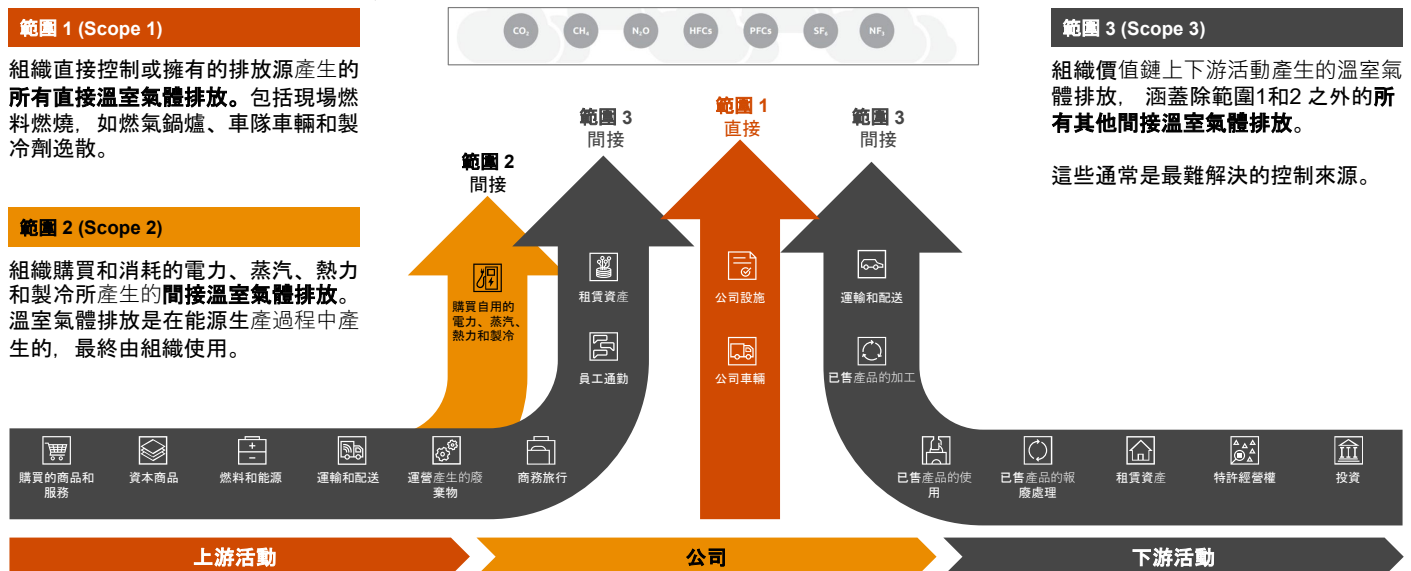 範圍 1 (Scope 1)
組織直接控制或擁有的排放源產生的
所有直接溫室氣體排放。包括現場燃
料燃燒，如燃氣鍋爐、車隊車輛和製
冷劑逸散。
範圍 2 (Scope 2)
組織購買和消耗的電力、蒸汽、熱力
和製冷所產生的間接溫室氣體排放。
溫室氣體排放是在能源生產過程中產
生的，最終由組織使用。
CO₂ CH₄ N₂O HFCs PFCs SF₆ NF₃
範圍 3 (Scope 3)
組織價值鏈上下游活動產生的溫室氣
體排放， 涵蓋除範圍1和2 之外的所
有其他間接溫室氣體排放。
這些通常是最難解決的控制來源。
範圍 2
間接
範圍 3
間接
範圍 1
直接
範圍 3
間接
購買自用的
電力、蒸汽、
熱力和製冷
租賃資產
員工通勤
公司設施
公司車輛
運輸和配送
已售產品的加工
購買的商品和
服務
資本商品
燃料和能源
運輸和配送
運營產生的廢
棄物
商務旅行
已售產品的使
用
已售產品的報
廢處理
租賃資產
特許經營權
投資
上游活動
公司
下游活動